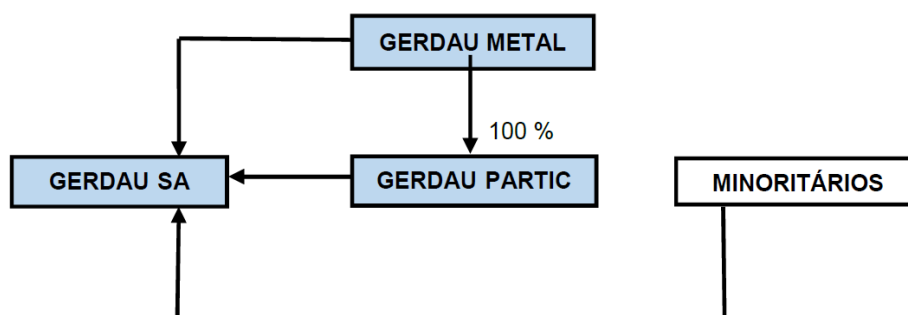 GERDAU METAL
100 %
GERDAU SA
GERDAU PARTIC
MINORITÁRIOS